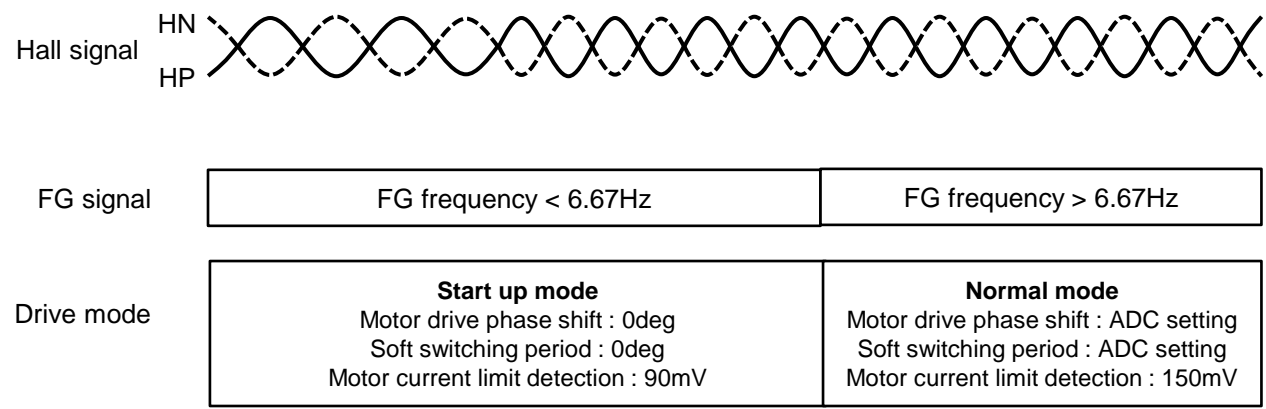 HN
Hall signal
HP
FG signal
FG frequency < 6.67Hz
FG frequency > 6.67Hz
Drive mode
Start up mode
Motor drive phase shift : 0deg
Soft switching period : 0deg
Motor current limit detection : 90mV
Normal mode
Motor drive phase shift : ADC setting
Soft switching period : ADC setting
Motor current limit detection : 150mV